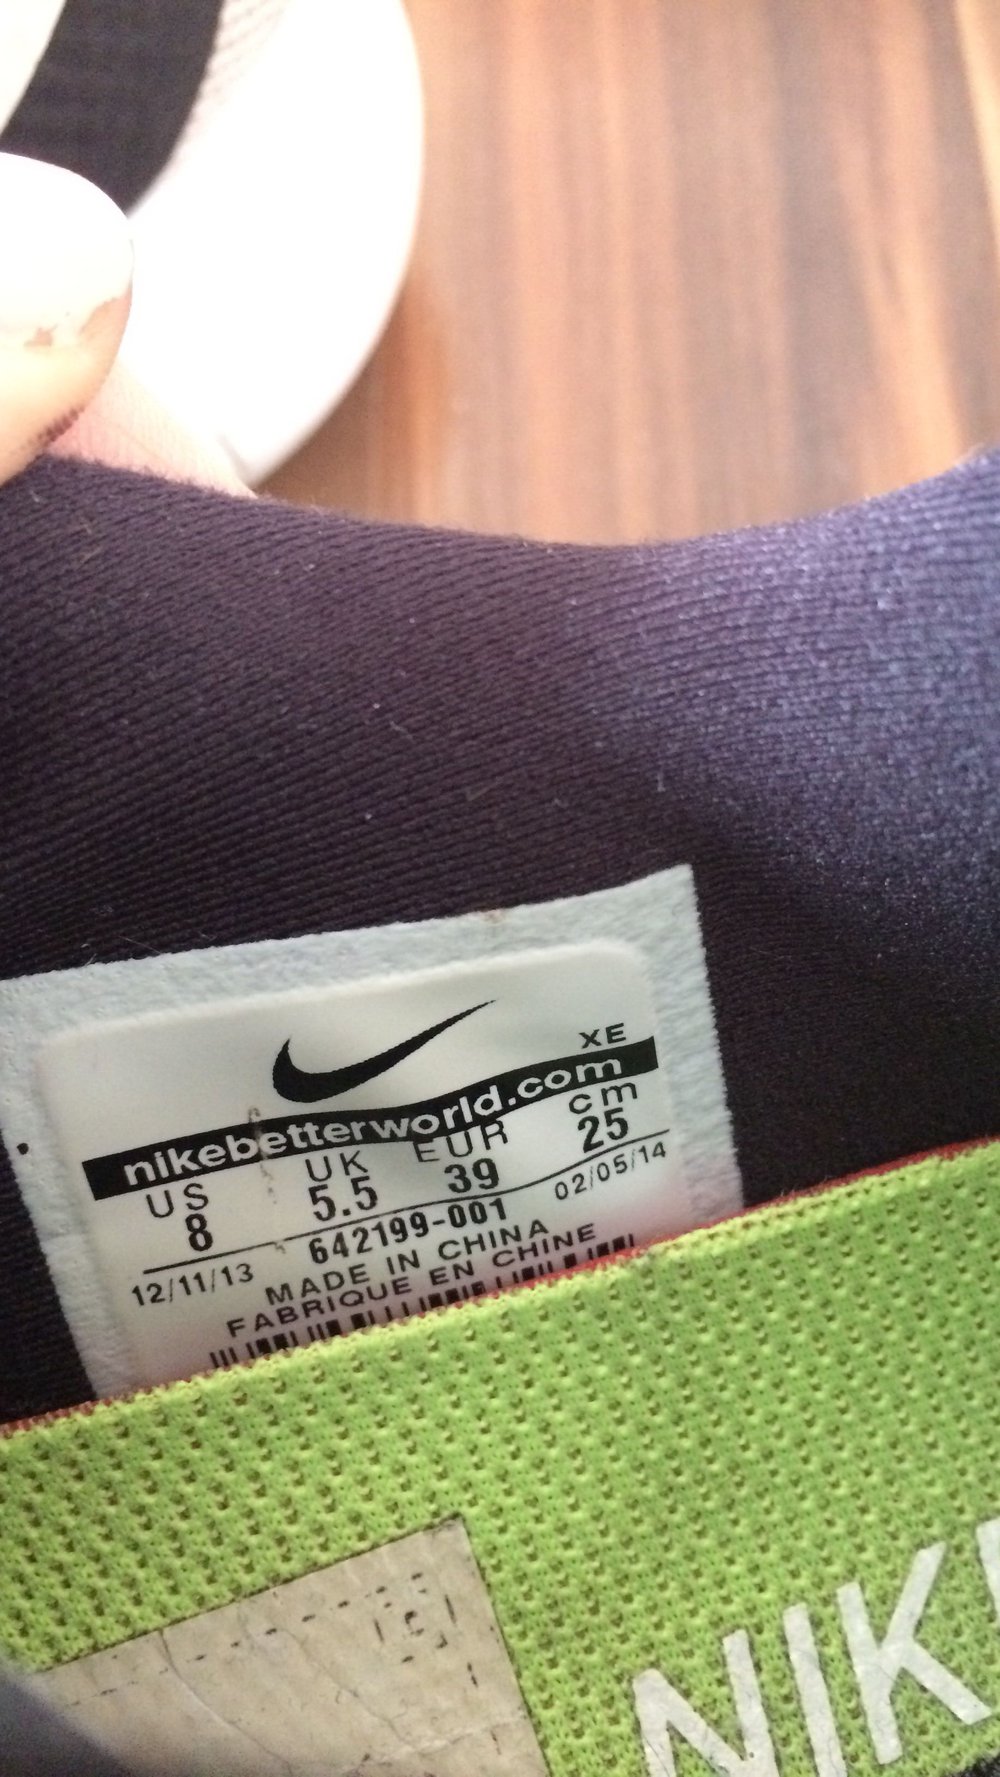 XE
nikebetterworld.com
US UK EUR cm
8 5.5 39 25
12/11/13 642199-001 02/05/14
MADE IN CHINA
FABRIQUE EN CHINE
NIK